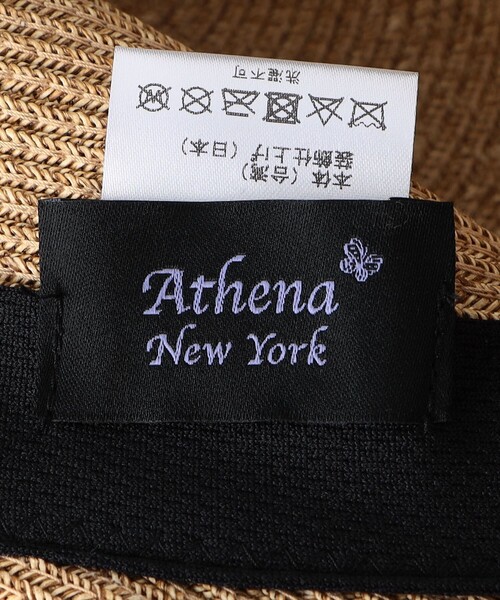 本体（台湾）
装飾仕上げ（日本）
洗濯不可
Athena
New York